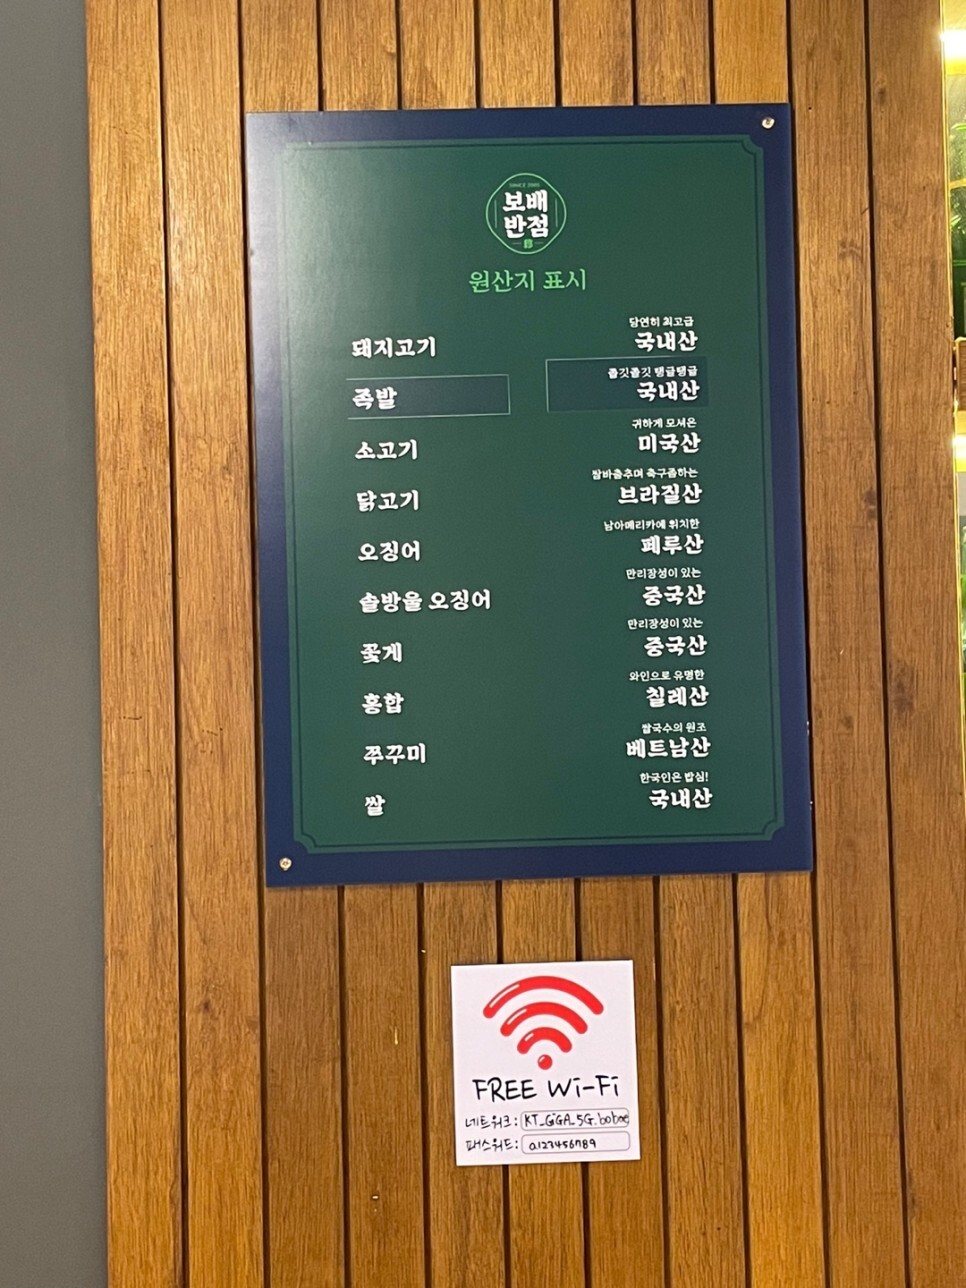 SINCE 2005
보배
반점
원산지 표시
돼지고기
당연히 최고급
국내산
족발
쫄깃쫄깃 탱글탱글
국내산
소고기
귀하게 모셔온
미국산
닭고기
쌈바춤추며 축구좀하는
브라질산
오징어
남아메리카에 위치한
페루산
솔방울 오징어
만리장성이 있는
중국산
꽃게
만리장성이 있는
중국산
홍합
와인으로 유명한
칠레산
쭈꾸미
쌀국수의 원조
베트남산
쌀
한국인은 밥심!
국내산
FREE Wi-Fi
네트워크: KT_GiGA_5G_bobae
패스워드: a123456789